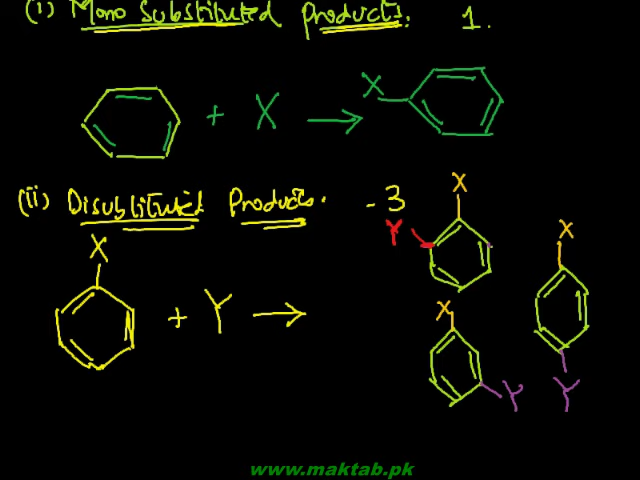 (i) Mono Substituted Products. 1.
X
+ X →
(ii) Disubstituted Products. - 3
X
X
Y
X
+ Y →
X
Y
Y
www.maktab.pk